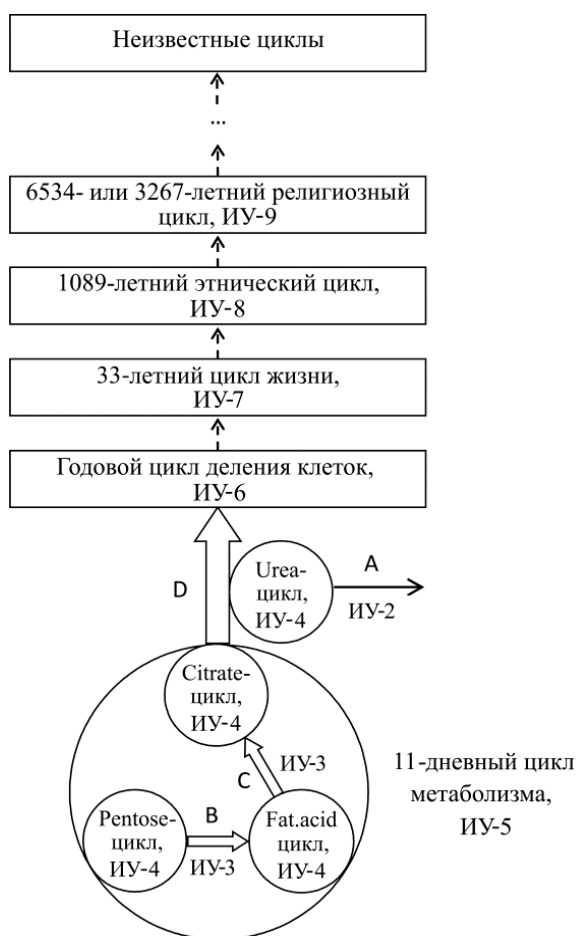 Неизвестные циклы
...
6534- или 3267-летний религиозный
цикл, ИУ-9
1089-летний этнический цикл,
ИУ-8
33-летний цикл жизни,
ИУ-7
Годовой цикл деления клеток,
ИУ-6
D
Urea-
цикл,
ИУ-4
A
ИУ-2
Citrate-
цикл,
ИУ-4
C
ИУ-3
Pentose-
цикл,
ИУ-4
B
ИУ-3
Fat.acid
цикл,
ИУ-4
11-дневный цикл
метаболизма,
ИУ-5